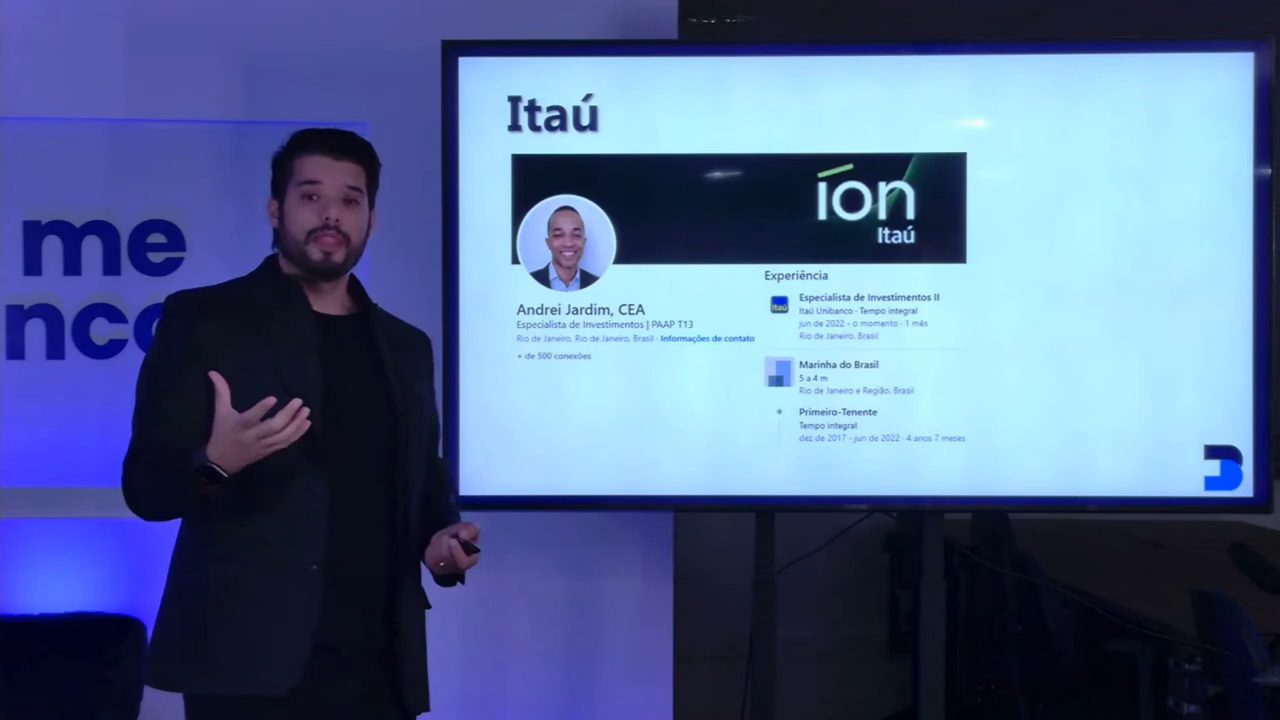 me
nco
Itaú
íon
Itaú
Andrei Jardim, CEA
Especialista de Investimentos | PAAP T13
Rio de Janeiro, Rio de Janeiro, Brasil · Informações de contato
+ de 500 conexões
Experiência
Itaú
Especialista de Investimentos II
Itaú Unibanco · Tempo integral
jun de 2022 - o momento · 1 mês
Rio de Janeiro, Brasil
Marinha do Brasil
5 a 4 m
Rio de Janeiro e Região, Brasil
Primeiro-Tenente
Tempo integral
dez de 2017 - jun de 2022 · 4 anos 7 meses